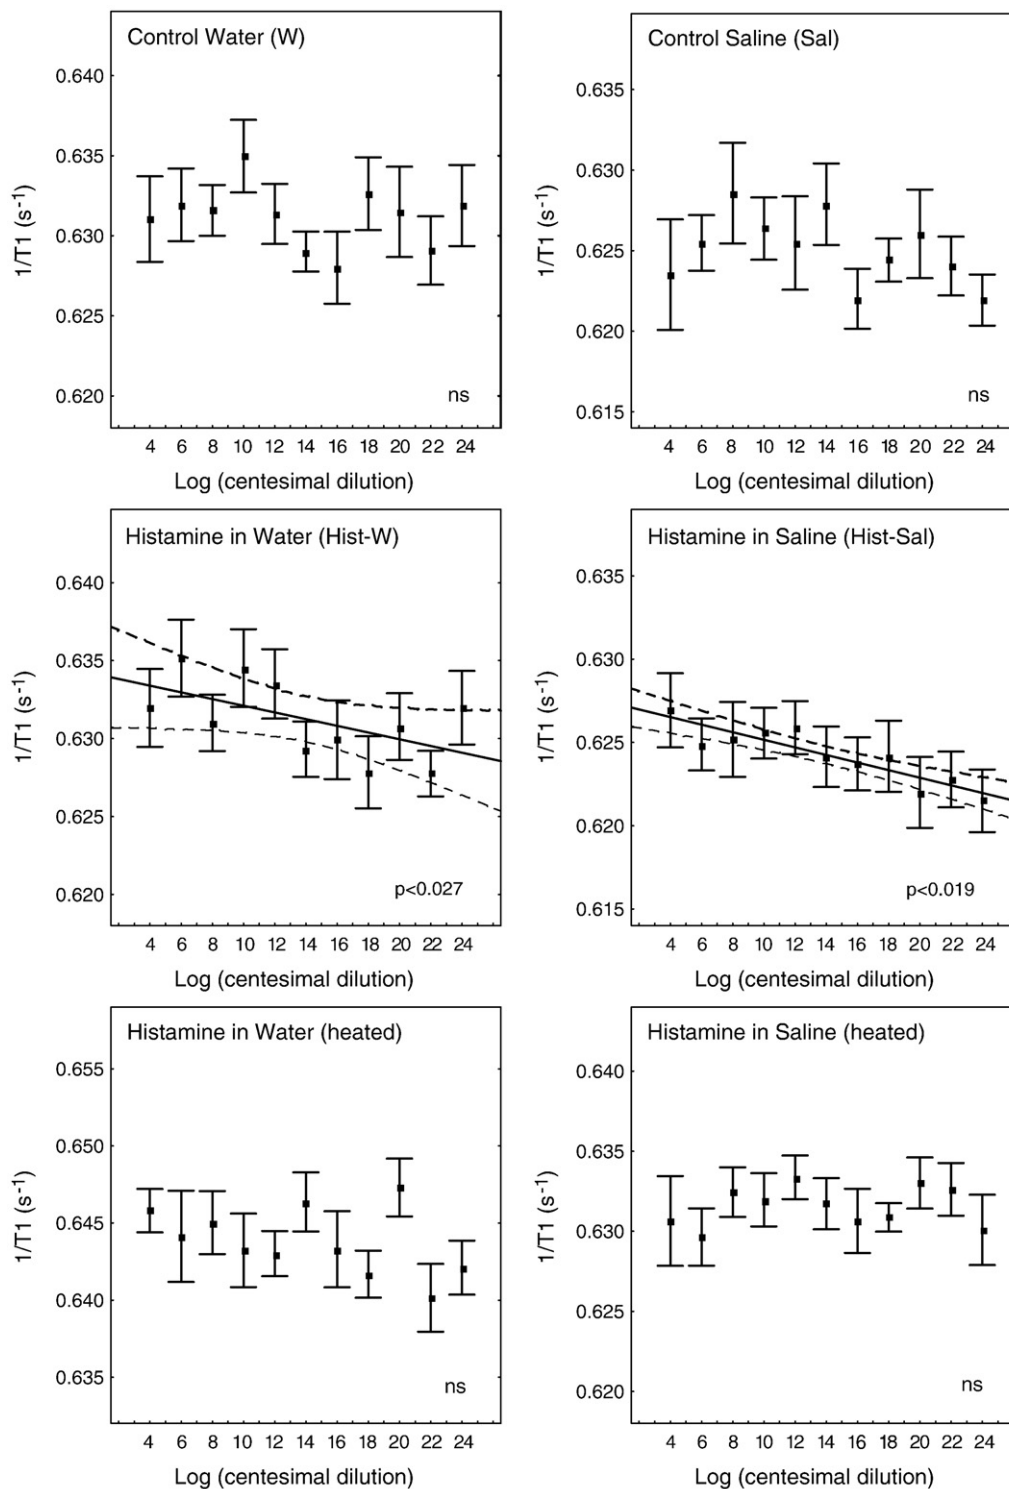 Control Water (W)
0.640
0.635
0.630
0.625
0.620
1/T1 (s⁻¹)
ns
4 6 8 10 12 14 16 18 20 22 24
Log (centesimal dilution)
Control Saline (Sal)
0.635
0.630
0.625
0.620
0.615
1/T1 (s⁻¹)
ns
4 6 8 10 12 14 16 18 20 22 24
Log (centesimal dilution)
Histamine in Water (Hist-W)
0.640
0.635
0.630
0.625
0.620
1/T1 (s⁻¹)
p<0.027
4 6 8 10 12 14 16 18 20 22 24
Log (centesimal dilution)
Histamine in Saline (Hist-Sal)
0.635
0.630
0.625
0.620
0.615
1/T1 (s⁻¹)
p<0.019
4 6 8 10 12 14 16 18 20 22 24
Log (centesimal dilution)
Histamine in Water (heated)
0.655
0.650
0.645
0.640
0.635
1/T1 (s⁻¹)
ns
4 6 8 10 12 14 16 18 20 22 24
Log (centesimal dilution)
Histamine in Saline (heated)
0.640
0.635
0.630
0.625
0.620
1/T1 (s⁻¹)
ns
4 6 8 10 12 14 16 18 20 22 24
Log (centesimal dilution)